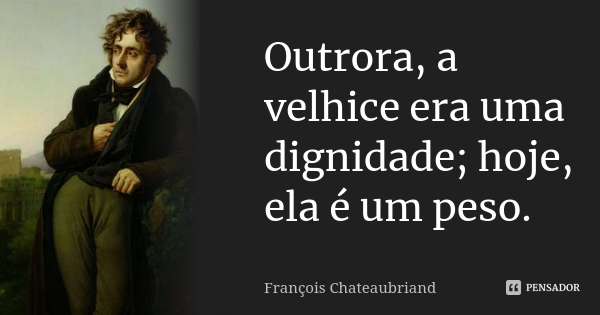 Outrora, a
velhice era uma
dignidade; hoje,
ela é um peso.
François Chateaubriand
PENSADOR